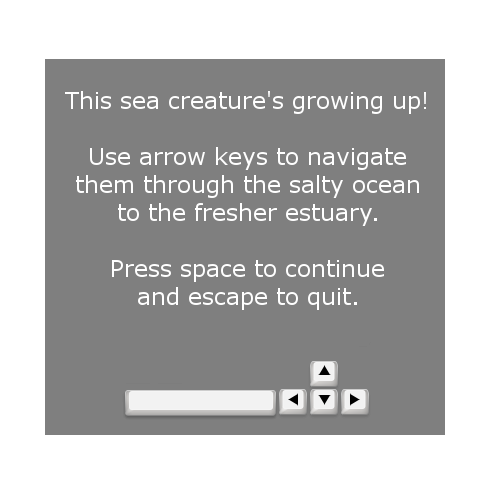 This sea creature's growing up!
Use arrow keys to navigate
them through the salty ocean
to the fresher estuary.
Press space to continue
and escape to quit.